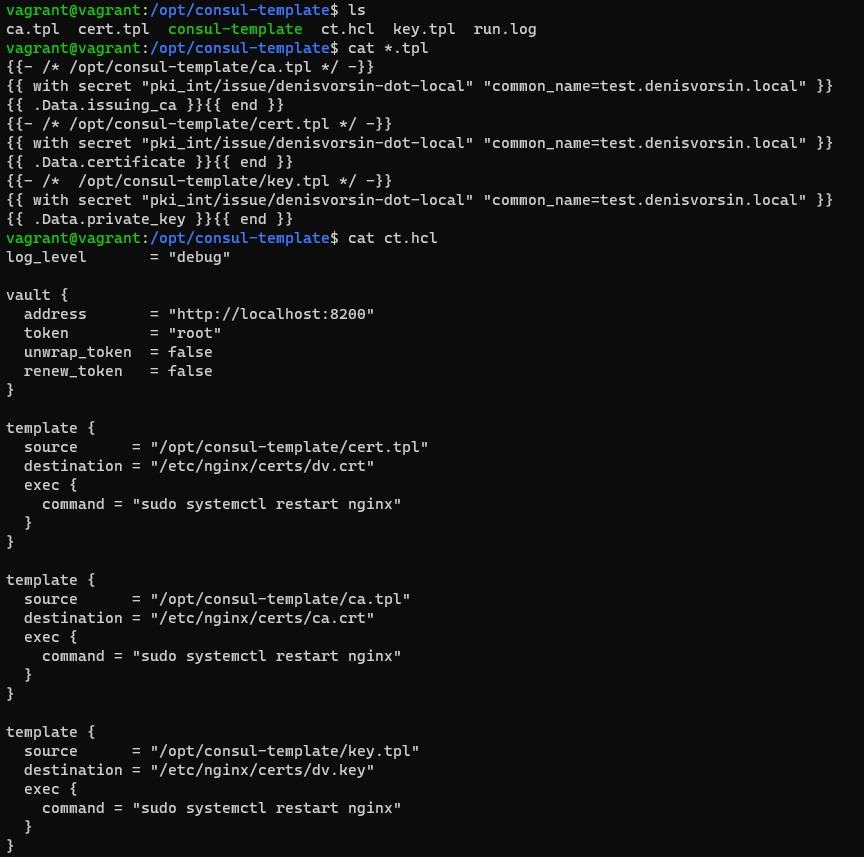 vagrant@vagrant:/opt/consul-template$ ls
ca.tpl  cert.tpl  consul-template  ct.hcl  key.tpl  run.log
vagrant@vagrant:/opt/consul-template$ cat *.tpl
{{- /* /opt/consul-template/ca.tpl */ -}}
{{ with secret "pki_int/issue/denisvorsin-dot-local" "common_name=test.denisvorsin.local" }}
{{ .Data.issuing_ca }}{{ end }}
{{- /* /opt/consul-template/cert.tpl */ -}}
{{ with secret "pki_int/issue/denisvorsin-dot-local" "common_name=test.denisvorsin.local" }}
{{ .Data.certificate }}{{ end }}
{{- /*  /opt/consul-template/key.tpl */ -}}
{{ with secret "pki_int/issue/denisvorsin-dot-local" "common_name=test.denisvorsin.local" }}
{{ .Data.private_key }}{{ end }}
vagrant@vagrant:/opt/consul-template$ cat ct.hcl
log_level       = "debug"

vault {
  address       = "http://localhost:8200"
  token         = "root"
  unwrap_token  = false
  renew_token   = false
}

template {
  source      = "/opt/consul-template/cert.tpl"
  destination = "/etc/nginx/certs/dv.crt"
  exec {
    command = "sudo systemctl restart nginx"
  }
}

template {
  source      = "/opt/consul-template/ca.tpl"
  destination = "/etc/nginx/certs/ca.crt"
  exec {
    command = "sudo systemctl restart nginx"
  }
}

template {
  source      = "/opt/consul-template/key.tpl"
  destination = "/etc/nginx/certs/dv.key"
  exec {
    command = "sudo systemctl restart nginx"
  }
}